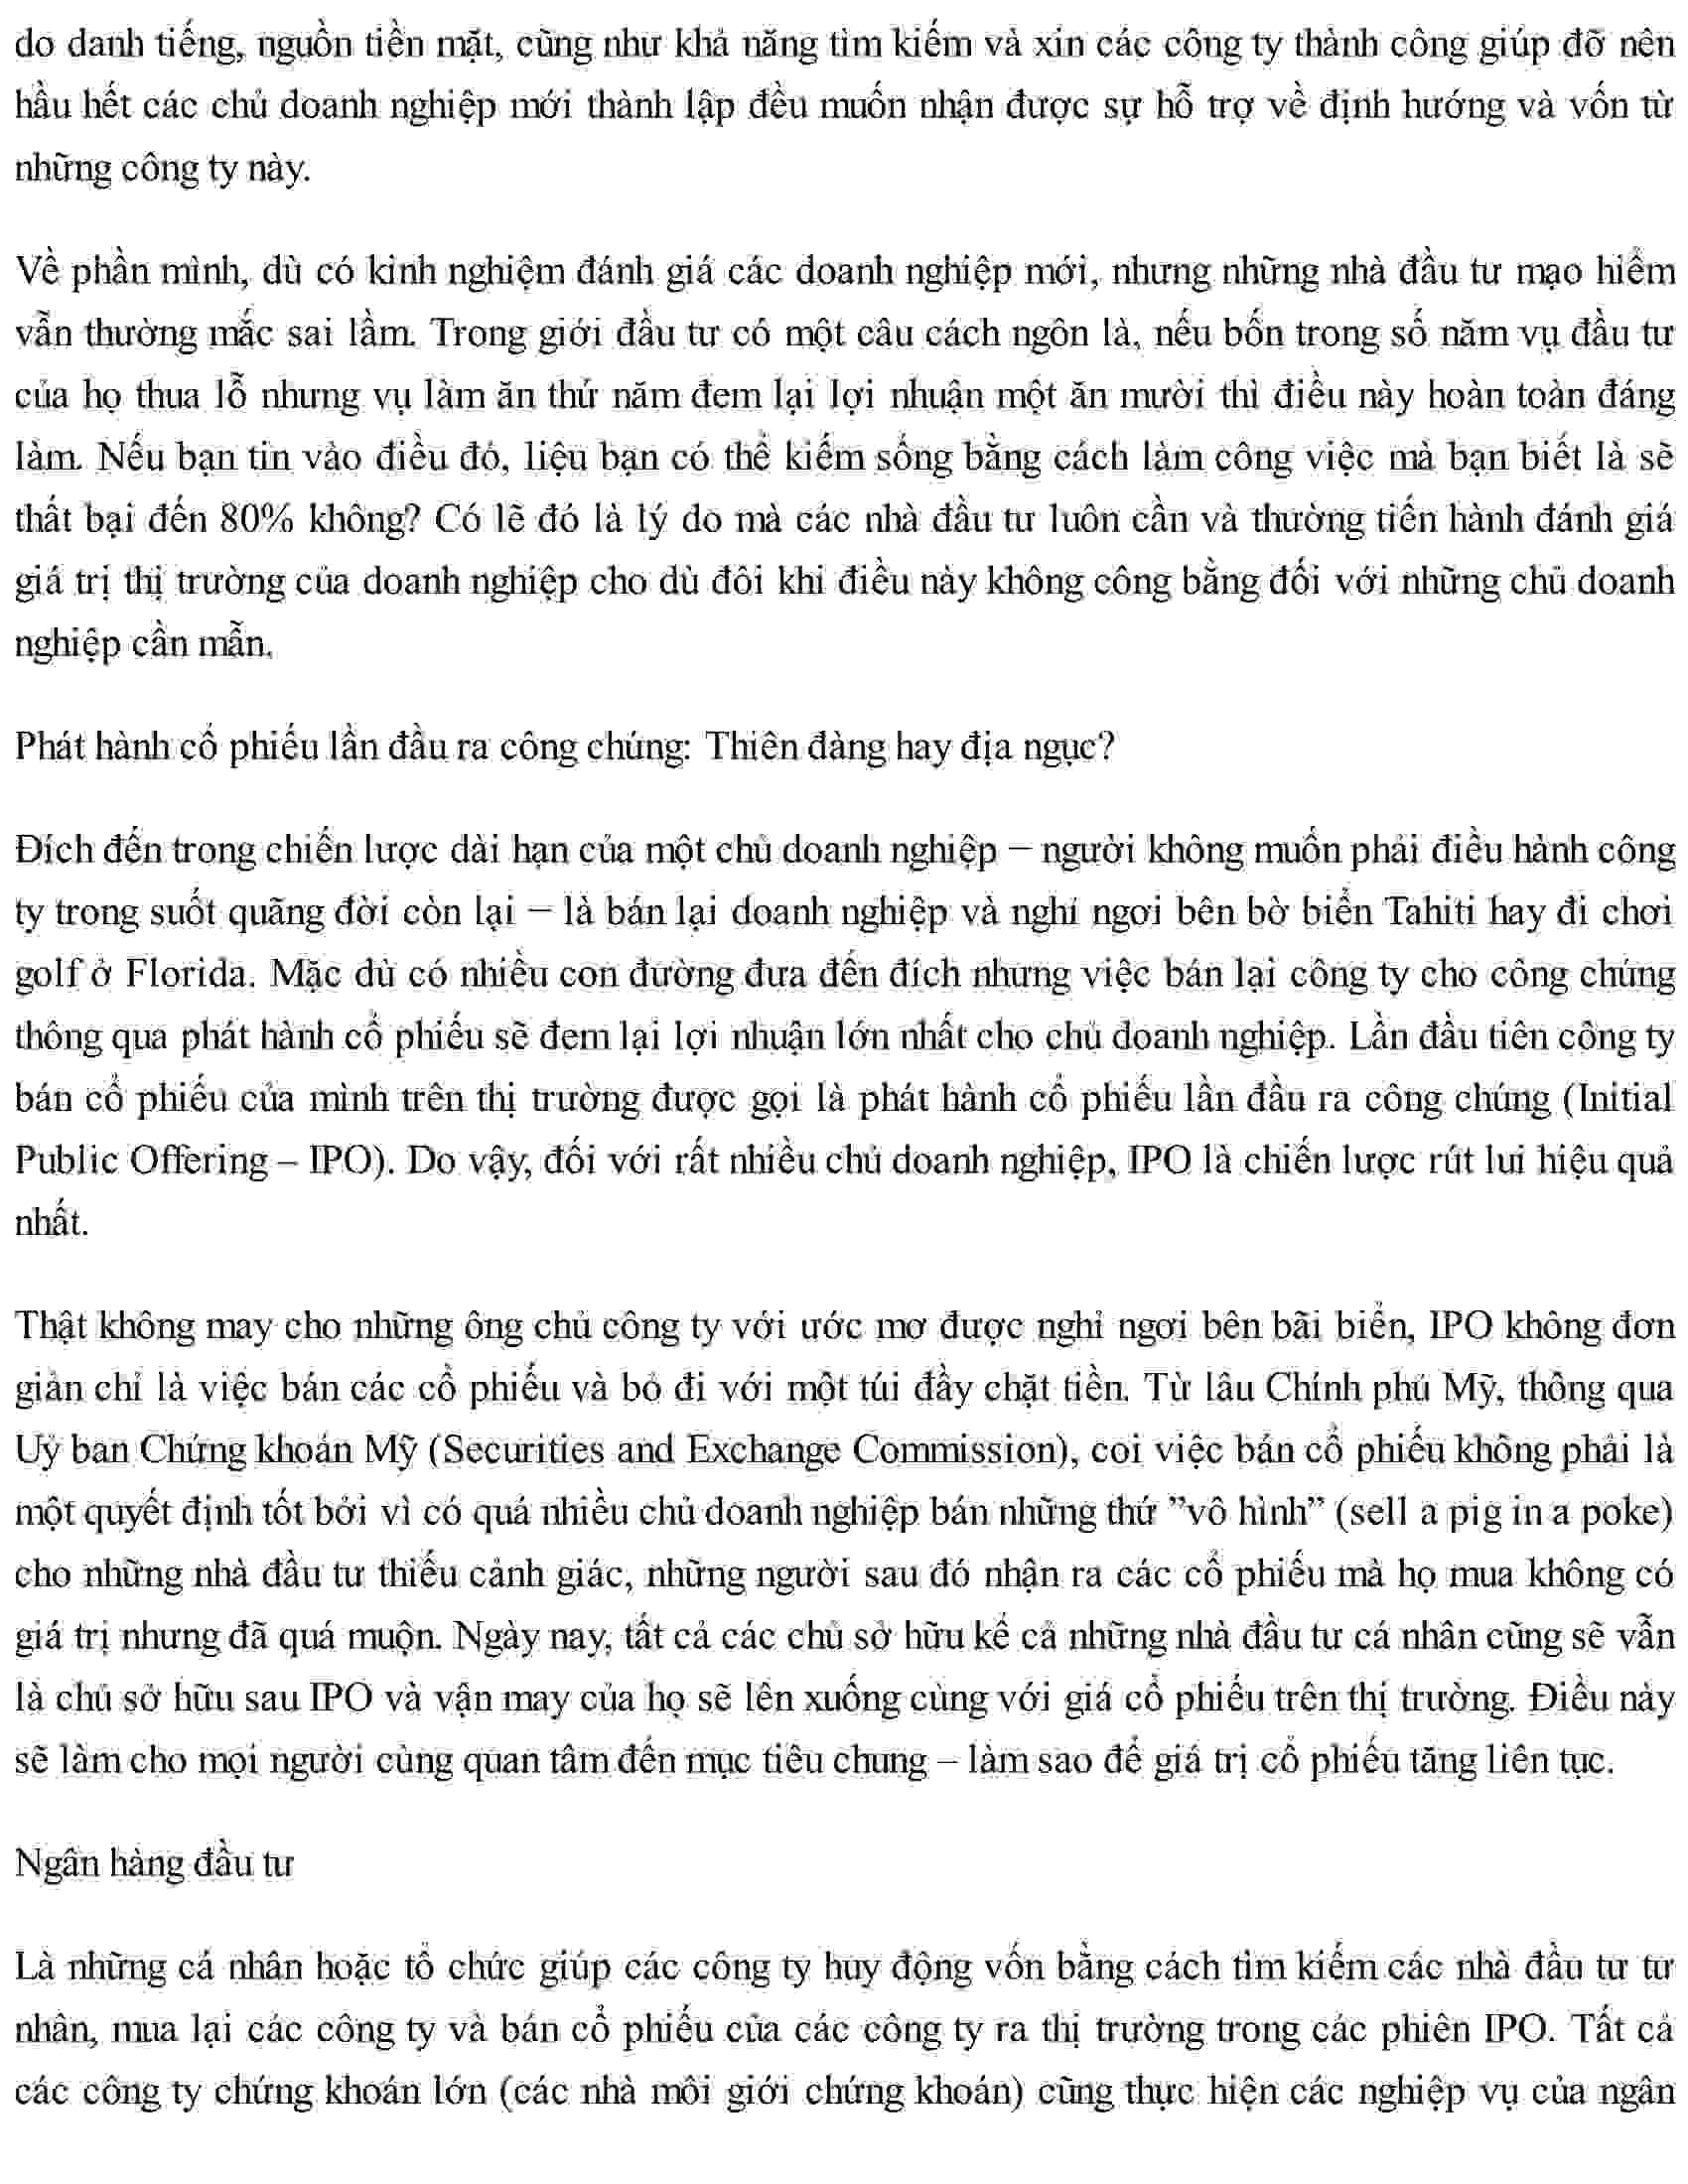 do danh tiếng, nguồn tiền mặt, cũng như khả năng tìm kiếm và xin các công ty thành công giúp đỡ nên
hầu hết các chủ doanh nghiệp mới thành lập đều muốn nhận được sự hỗ trợ về định hướng và vốn từ
những công ty này.
Về phần mình, dù có kinh nghiệm đánh giá các doanh nghiệp mới, nhưng những nhà đầu tư mạo hiểm
vẫn thường mắc sai lầm. Trong giới đầu tư có một câu cách ngôn là, nếu bốn trong số năm vụ đầu tư
của họ thua lỗ nhưng vụ làm ăn thứ năm đem lại lợi nhuận một ăn mười thì điều này hoàn toàn đáng
làm. Nếu bạn tin vào điều đó, liệu bạn có thể kiếm sống bằng cách làm công việc mà bạn biết là sẽ
thất bại đến 80% không? Có lẽ đó là lý do mà các nhà đầu tư luôn cần và thường tiến hành đánh giá
giá trị thị trường của doanh nghiệp cho dù đôi khi điều này không công bằng đối với những chủ doanh
nghiệp cần mẫn.
Phát hành cổ phiếu lần đầu ra công chúng: Thiên đàng hay địa ngục?
Đích đến trong chiến lược dài hạn của một chủ doanh nghiệp – người không muốn phải điều hành công
ty trong suốt quãng đời còn lại – là bán lại doanh nghiệp và nghỉ ngơi bên bờ biển Tahiti hay đi chơi
golf ở Florida. Mặc dù có nhiều con đường đưa đến đích nhưng việc bán lại công ty cho công chúng
thông qua phát hành cổ phiếu sẽ đem lại lợi nhuận lớn nhất cho chủ doanh nghiệp. Lần đầu tiên công ty
bán cổ phiếu của mình trên thị trường được gọi là phát hành cổ phiếu lần đầu ra công chúng (Initial
Public Offering – IPO). Do vậy, đối với rất nhiều chủ doanh nghiệp, IPO là chiến lược rút lui hiệu quả
nhất.
Thật không may cho những ông chủ công ty với ước mơ được nghỉ ngơi bên bãi biển, IPO không đơn
giản chỉ là việc bán các cổ phiếu và bỏ đi với một túi đầy chặt tiền. Từ lâu Chính phủ Mỹ, thông qua
Uỷ ban Chứng khoán Mỹ (Securities and Exchange Commission), coi việc bán cổ phiếu không phải là
một quyết định tốt bởi vì có quá nhiều chủ doanh nghiệp bán những thứ ”vô hình” (sell a pig in a poke)
cho những nhà đầu tư thiếu cảnh giác, những người sau đó nhận ra các cổ phiếu mà họ mua không có
giá trị nhưng đã quá muộn. Ngày nay, tất cả các chủ sở hữu kể cả những nhà đầu tư cá nhân cũng sẽ vẫn
là chủ sở hữu sau IPO và vận may của họ sẽ lên xuống cùng với giá cổ phiếu trên thị trường. Điều này
sẽ làm cho mọi người cùng quan tâm đến mục tiêu chung – làm sao để giá trị cổ phiếu tăng liên tục.
Ngân hàng đầu tư
Là những cá nhân hoặc tổ chức giúp các công ty huy động vốn bằng cách tìm kiếm các nhà đầu tư tư
nhân, mua lại các công ty và bán cổ phiếu của các công ty ra thị trường trong các phiên IPO. Tất cả
các công ty chứng khoán lớn (các nhà môi giới chứng khoán) cũng thực hiện các nghiệp vụ của ngân